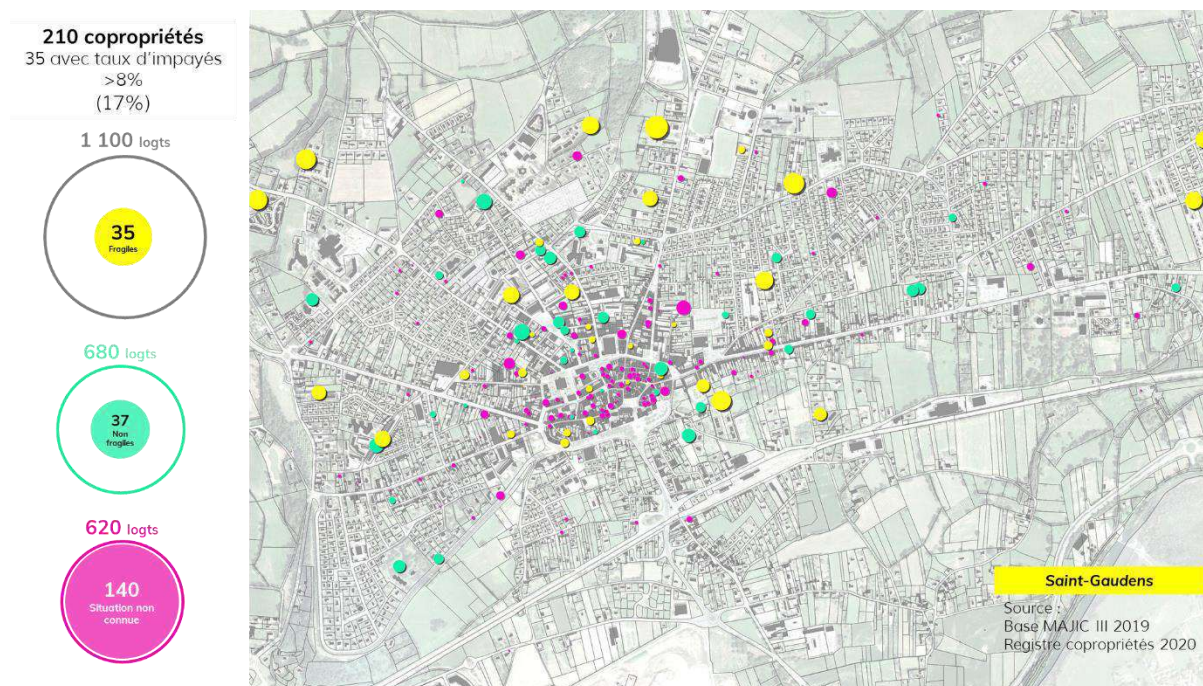 210 copropriétés
35 avec taux d'impayés
>8%
(17%)
1 100 logts
35
Fragiles
680 logts
37
Non
fragiles
620 logts
140
Situation non
connue
Saint-Gaudens
Source :
Base MAJIC III 2019
Registre copropriétés 2020